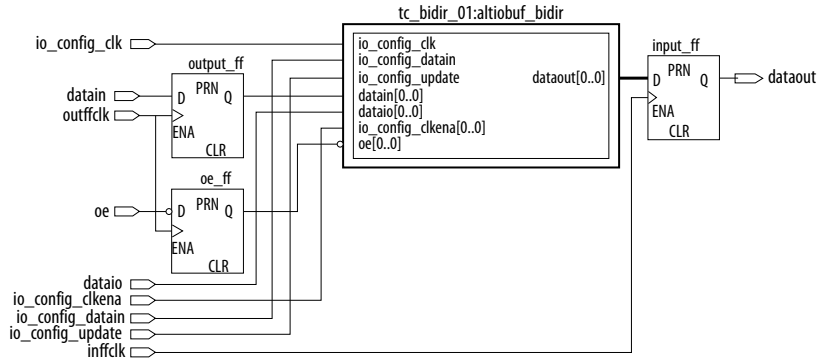 tc_bidir_01:altiobuf_bidir
io_config_clk
io_config_clk
io_config_datain
io_config_update
datain[0..0]
dataio[0..0]
io_config_clkena[0..0]
oe[0..0]
dataout[0..0]
input_ff
D PRN Q
ENA
CLR
dataout
output_ff
datain
outffclk
D PRN Q
ENA
CLR
oe_ff
oe
D PRN Q
ENA
CLR
dataio
io_config_clkena
io_config_datain
io_config_update
inffclk